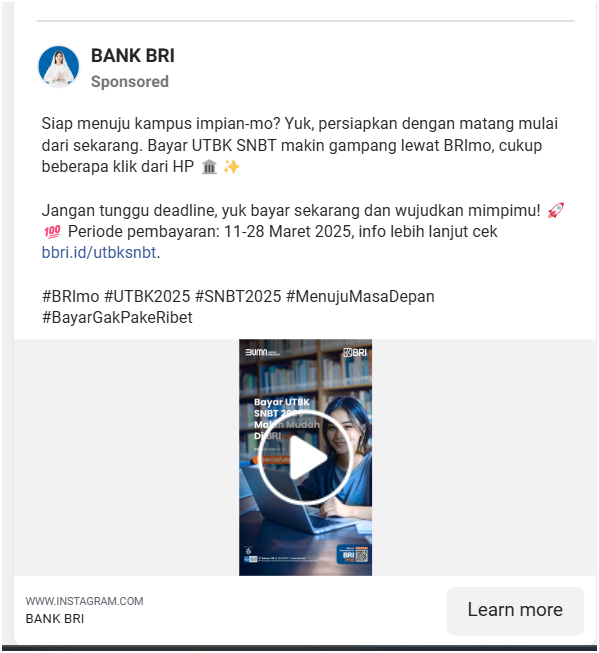 BANK BRI
Sponsored
Siap menuju kampus impian-mo? Yuk, persiapkan dengan matang mulai
dari sekarang. Bayar UTBK SNBT makin gampang lewat BRImo, cukup
beberapa klik dari HP 🏛️ ✨
Jangan tunggu deadline, yuk bayar sekarang dan wujudkan mimpimu! 🚀
💯 Periode pembayaran: 11-28 Maret 2025, info lebih lanjut cek
bbri.id/utbksnbt.
#BRImo #UTBK2025 #SNBT2025 #MenujuMasaDepan
#BayarGakPakeRibet
BUMN
BRI
Bayar UTBK
SNBT
Makin Mudah
Di BRI
BRI
WWW.INSTAGRAM.COM
BANK BRI
Learn more